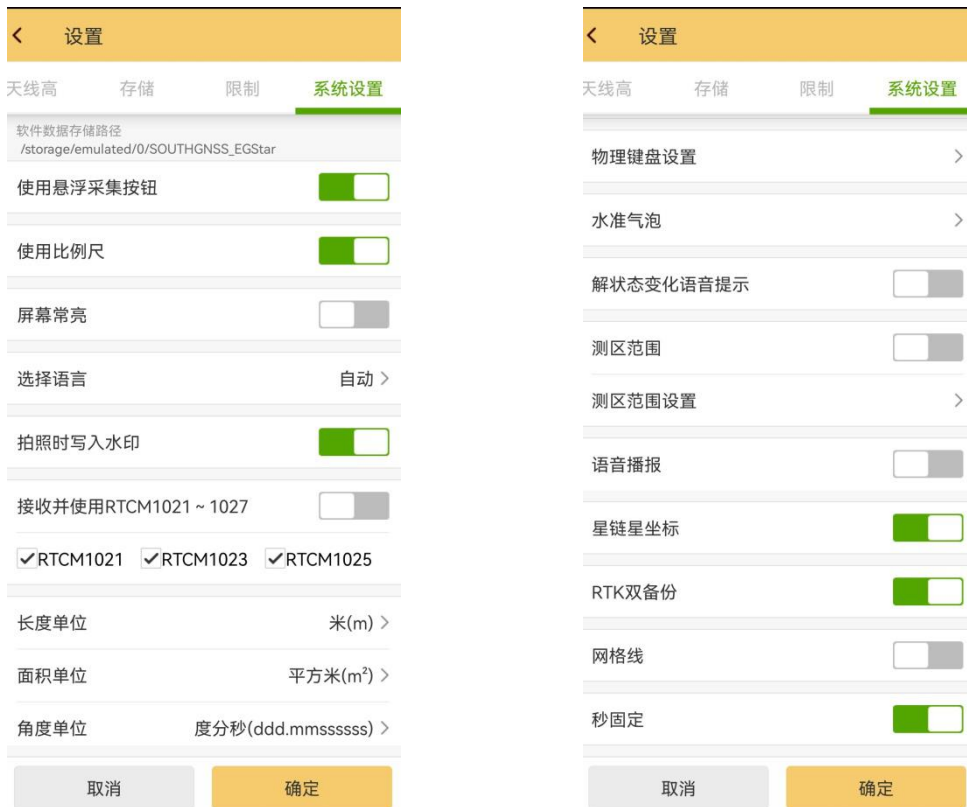 设置
天线高 存储 限制 系统设置
软件数据存储路径
/storage/emulated/0/SOUTHGNSS_EGStar
使用悬浮采集按钮
使用比例尺
屏幕常亮
选择语言 自动
拍照时写入水印
接收并使用RTCM1021 ~ 1027
RTCM1021 RTCM1023 RTCM1025
长度单位 米(m)
面积单位 平方米(m²)
角度单位 度分秒(ddd.mmssssss)
取消 确定
设置
天线高 存储 限制 系统设置
物理键盘设置
水准气泡
解状态变化语音提示
测区范围
测区范围设置
语音播报
星链星坐标
RTK双备份
网格线
秒固定
取消 确定